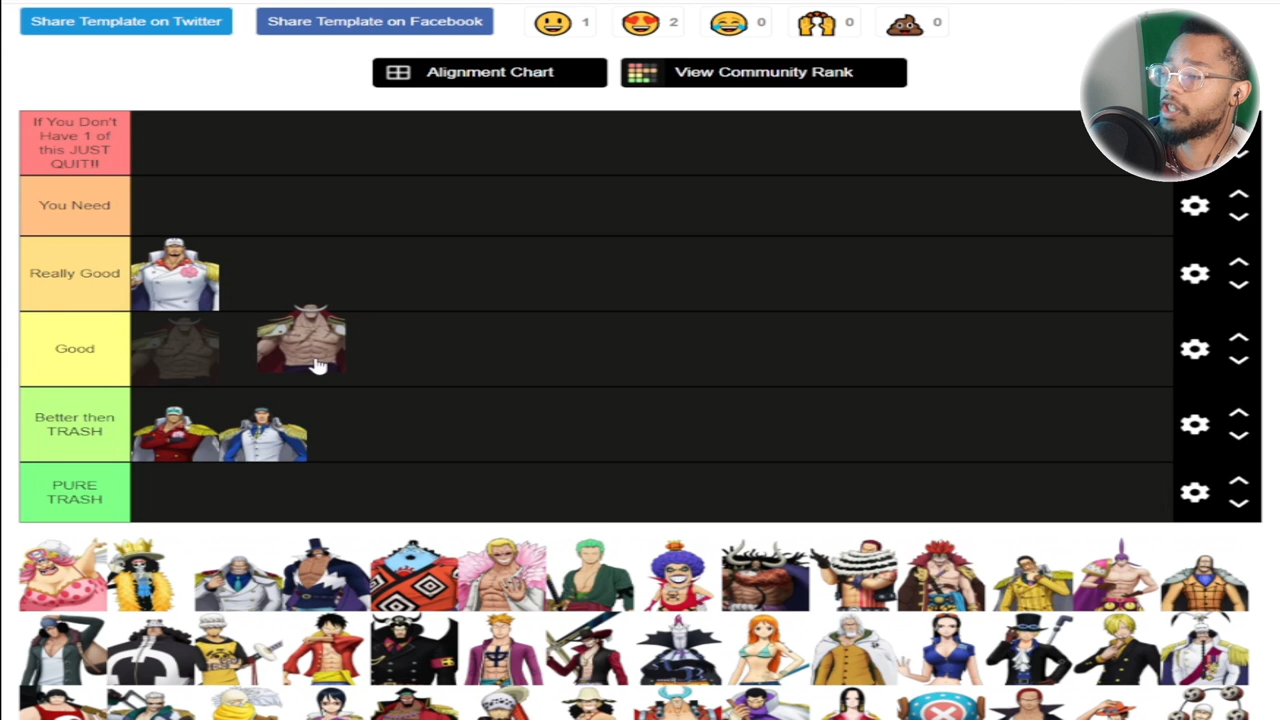 Share Template on Twitter
Share Template on Facebook
1
2
0
0
0
Alignment Chart
View Community Rank
If You Don't
Have 1 of
this JUST
QUIT!!
You Need
Really Good
Good
Better then
TRASH
PURE
TRASH